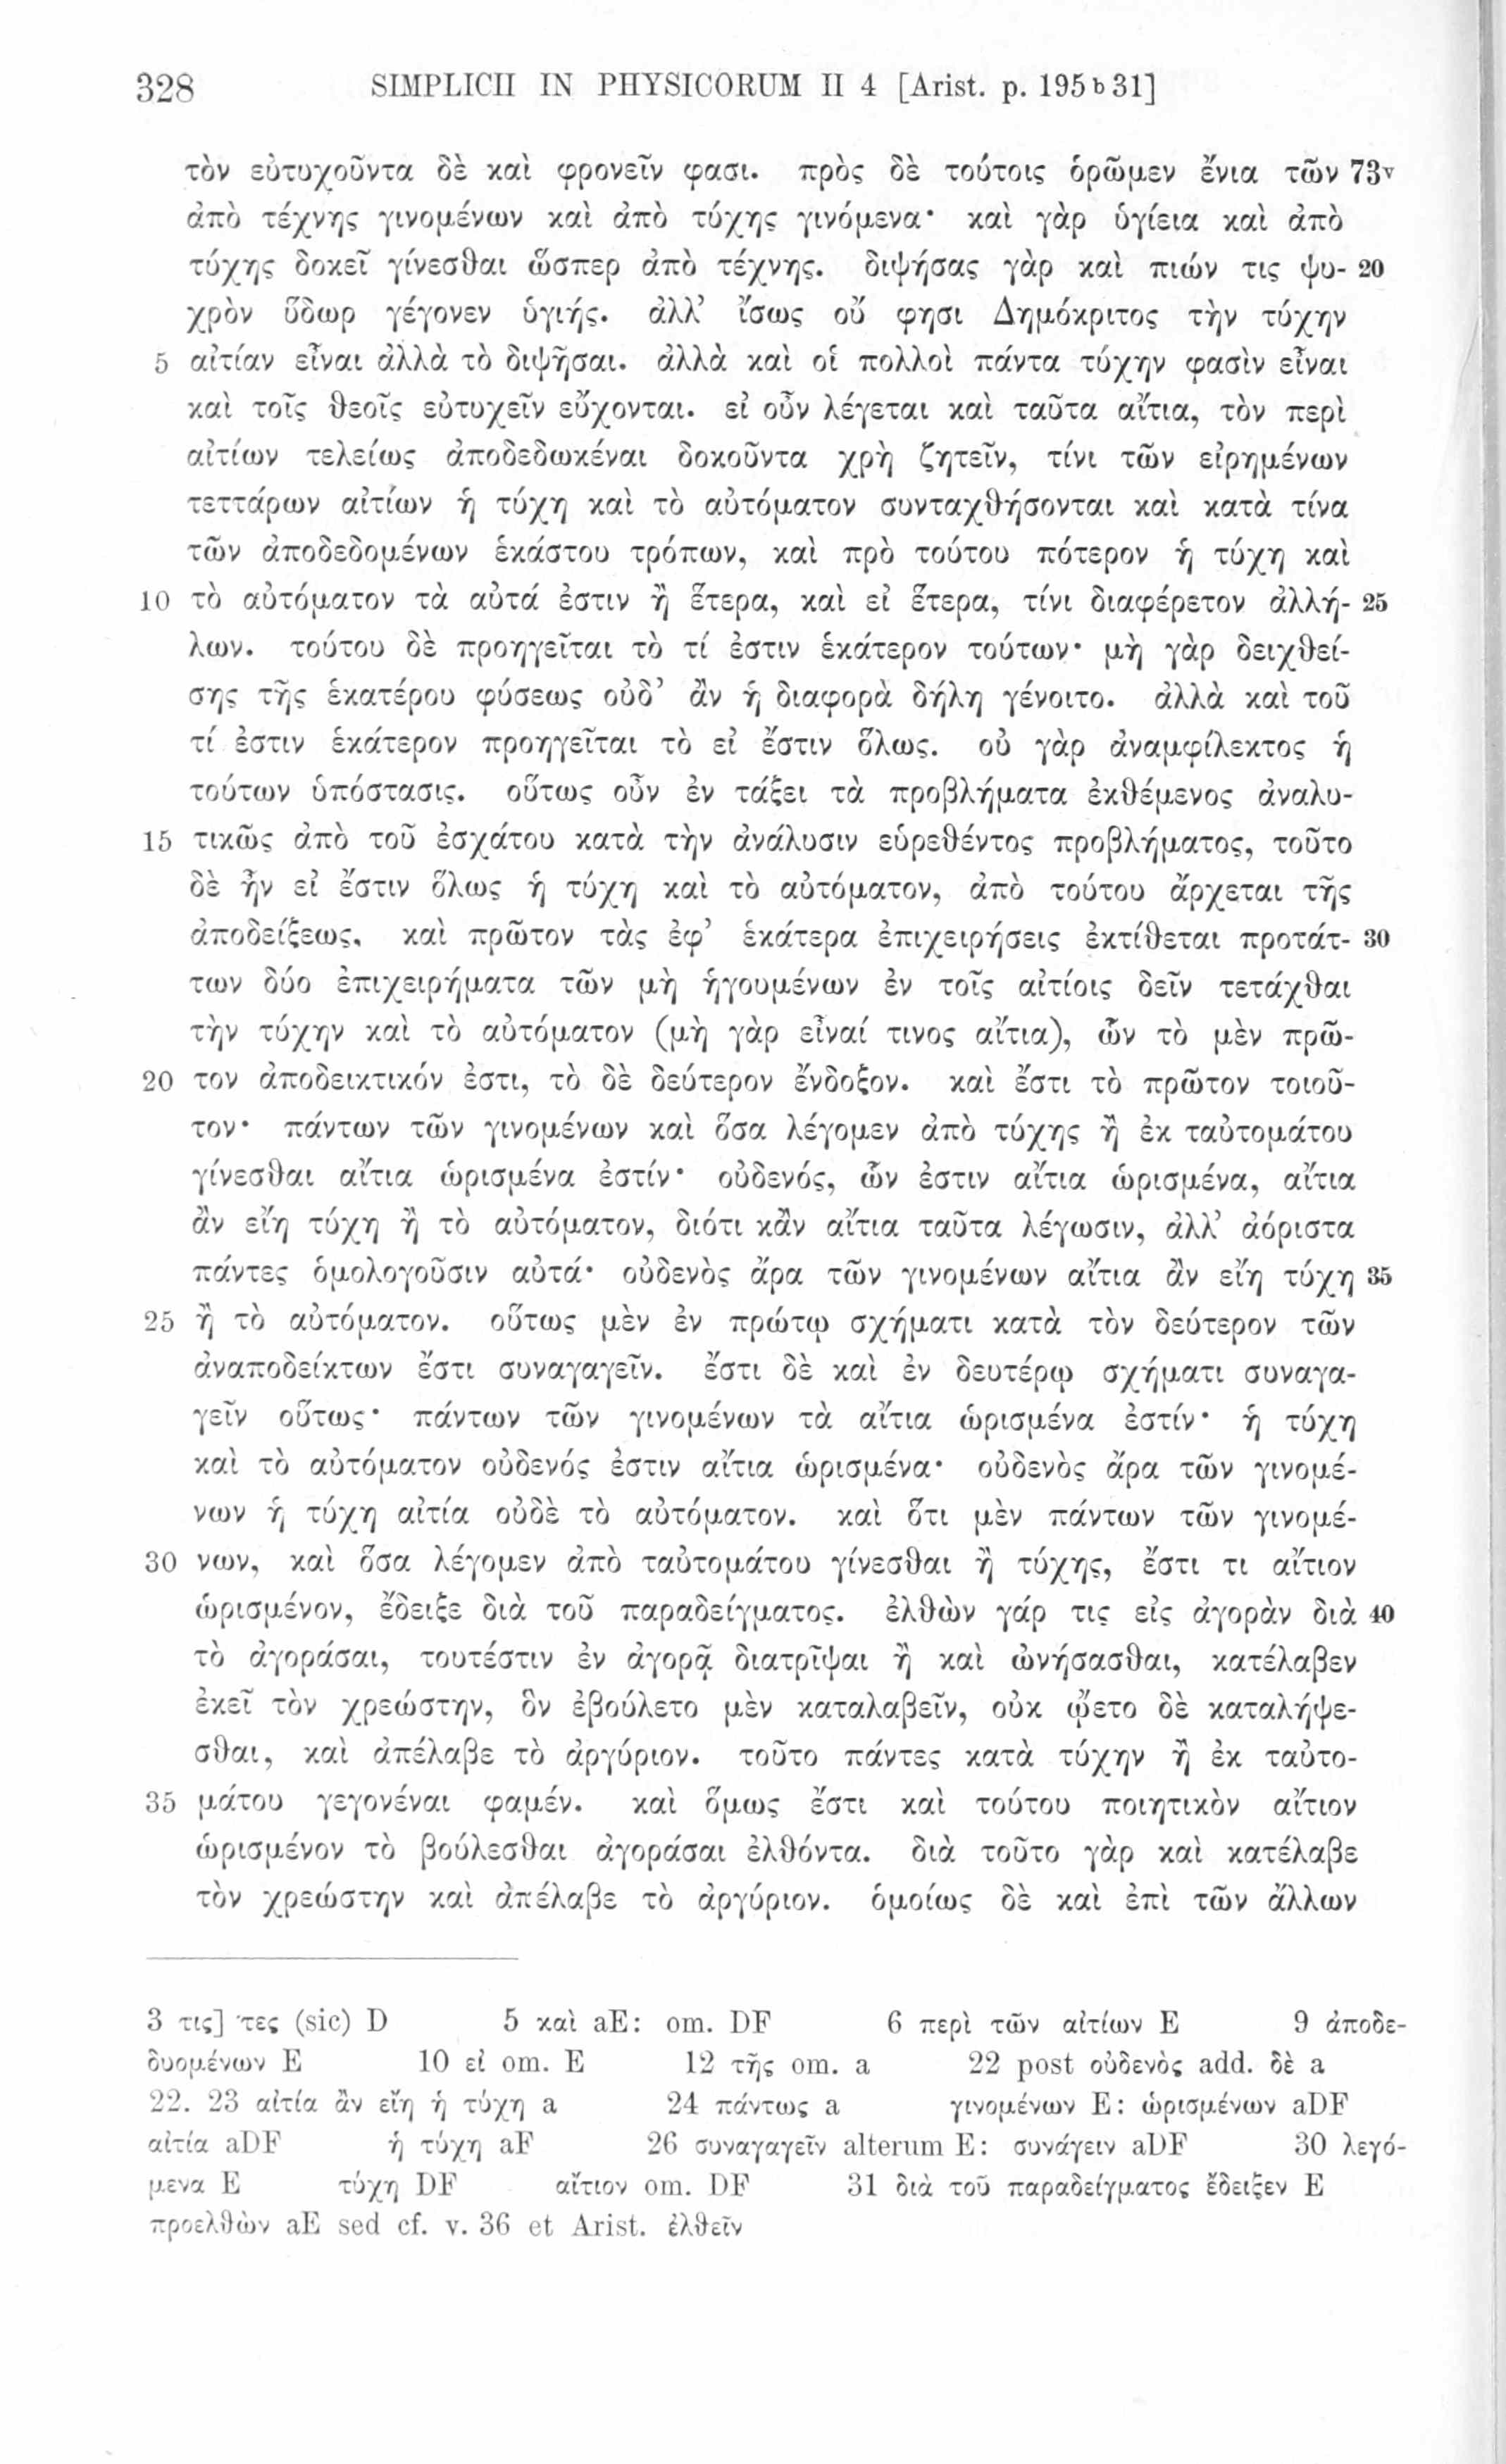 328 SIMPLICII IN PHYSICORUM II 4 [Arist. p. 195b31]
τὸν εὐτυχοῦντα δὲ καὶ φρονεῖν φασι. πρὸς δὲ τούτοις ὁρῶμεν ἔνια τῶν 73v
ἀπὸ τέχνης γινομένων καὶ ἀπὸ τύχης γινόμενα· καὶ γὰρ ὑγίεια καὶ ἀπὸ
τύχης δοκεῖ γίνεσθαι ὥσπερ ἀπὸ τέχνης. διψήσας γὰρ καὶ πιών τις ψυ- 20
χρὸν ὕδωρ γέγονεν ὑγιής. ἀλλ’ ἴσως οὔ φησι Δημόκριτος τὴν τύχην
5 αἰτίαν εἶναι ἀλλὰ τὸ διψῆσαι. ἀλλὰ καὶ οἱ πολλοὶ πάντα τύχην φασὶν εἶναι
καὶ τοῖς θεοῖς εὐτυχεῖν εὔχονται. εἰ οὖν λέγεται καὶ ταῦτα αἴτια, τὸν περὶ
αἰτίων τελείως ἀποδεδωκέναι δοκοῦντα χρὴ ζητεῖν, τίνι τῶν εἰρημένων
τεττάρων αἰτίων ἡ τύχη καὶ τὸ αὐτόματον συνταχθήσονται καὶ κατὰ τίνα
τῶν ἀποδεδομένων ἑκάστου τρόπων, καὶ πρὸ τούτου πότερον ἡ τύχη καὶ
10 τὸ αὐτόματον τὰ αὐτά ἐστιν ἢ ἕτερα, καὶ εἰ ἕτερα, τίνι διαφέρετον ἀλλή- 25
λων. τούτου δὲ προηγεῖται τὸ τί ἐστιν ἑκάτερον τούτων· μὴ γὰρ δειχθεί-
σης τῆς ἑκατέρου φύσεως οὐδ’ ἂν ἡ διαφορὰ δήλη γένοιτο. ἀλλὰ καὶ τοῦ
τί ἐστιν ἑκάτερον προηγεῖται τὸ εἰ ἔστιν ὅλως. οὐ γὰρ ἀναμφίλεκτος ἡ
τούτων ὑπόστασις. οὕτως οὖν ἐν τάξει τὰ προβλήματα ἐκθέμενος ἀναλυ-
15 τικῶς ἀπὸ τοῦ ἐσχάτου κατὰ τὴν ἀνάλυσιν εὑρεθέντος προβλήματος, τοῦτο
δὲ ἦν εἰ ἔστιν ὅλως ἡ τύχη καὶ τὸ αὐτόματον, ἀπὸ τούτου ἄρχεται τῆς
ἀποδείξεως, καὶ πρῶτον τὰς ἐφ’ ἑκάτερα ἐπιχειρήσεις ἐκτίθεται προτάτ- 30
των δύο ἐπιχειρήματα τῶν μὴ ἡγουμένων ἐν τοῖς αἰτίοις δεῖν τετάχθαι
τὴν τύχην καὶ τὸ αὐτόματον (μὴ γὰρ εἶναί τινος αἴτια), ὧν τὸ μὲν πρῶ-
20 τον ἀποδεικτικόν ἐστι, τὸ δὲ δεύτερον ἔνδοξον. καὶ ἔστι τὸ πρῶτον τοιοῦ-
τον· πάντων τῶν γινομένων καὶ ὅσα λέγομεν ἀπὸ τύχης ἢ ἐκ ταὐτομάτου
γίνεσθαι αἴτια ὡρισμένα ἐστίν· οὐδενός, ὧν ἐστιν αἴτια ὡρισμένα, αἴτια
ἂν εἴη τύχη ἢ τὸ αὐτόματον, διότι κἂν αἴτια ταῦτα λέγωσιν, ἀλλ’ ἀόριστα
πάντες ὁμολογοῦσιν αὐτά· οὐδενὸς ἄρα τῶν γινομένων αἴτια ἂν εἴη τύχη 35
25 ἢ τὸ αὐτόματον. οὕτως μὲν ἐν πρώτῳ σχήματι κατὰ τὸν δεύτερον τῶν
ἀναποδείκτων ἔστι συναγαγεῖν. ἔστι δὲ καὶ ἐν δευτέρῳ σχήματι συναγα-
γεῖν οὕτως· πάντων τῶν γινομένων τὰ αἴτια ὡρισμένα ἐστίν· ἡ τύχη
καὶ τὸ αὐτόματον οὐδενός ἐστιν αἴτια ὡρισμένα· οὐδενὸς ἄρα τῶν γινομέ-
νων ἡ τύχη αἰτία οὐδὲ τὸ αὐτόματον. καὶ ὅτι μὲν πάντων τῶν γινομέ-
30 νων, καὶ ὅσα λέγομεν ἀπὸ ταὐτομάτου γίνεσθαι ἢ τύχης, ἔστι τι αἴτιον
ὡρισμένον, ἔδειξε διὰ τοῦ παραδείγματος. ἐλθὼν γάρ τις εἰς ἀγορὰν διὰ 40
τὸ ἀγοράσαι, τουτέστιν ἐν ἀγορᾷ διατρῖψαι ἢ καὶ ὠνήσασθαι, κατέλαβεν
ἐκεῖ τὸν χρεώστην, ὃν ἐβούλετο μὲν καταλαβεῖν, οὐκ ᾤετο δὲ καταλήψε-
σθαι, καὶ ἀπέλαβε τὸ ἀργύριον. τοῦτο πάντες κατὰ τύχην ἢ ἐκ ταὐτο-
35 μάτου γεγονέναι φαμέν. καὶ ὅμως ἔστι καὶ τούτου ποιητικὸν αἴτιον
ὡρισμένον τὸ βούλεσθαι ἀγοράσαι ἐλθόντα. διὰ τοῦτο γὰρ καὶ κατέλαβε
τὸν χρεώστην καὶ ἀπέλαβε τὸ ἀργύριον. ὁμοίως δὲ καὶ ἐπὶ τῶν ἄλλων
3 τις] τες (sic) D 5 καὶ aE: om. DF 6 περὶ τῶν αἰτίων E 9 ἀποδε-
δυομένων E 10 εἰ om. E 12 τῆς om. a 22 post οὐδενὸς add. δὲ a
22. 23 αἰτία ἂν εἴη ἡ τύχη a 24 πάντως a γινομένων E: ὡρισμένων aDF
αἰτία aDF ἡ τύχη aF 26 συναγαγεῖν alterum E: συνάγειν aDF 30 λεγό-
μενα E τύχη DF αἴτιον om. DF 31 διὰ τοῦ παραδείγματος ἔδειξεν E
προελθὼν aE sed cf. v. 36 et Arist. ἐλθεῖν